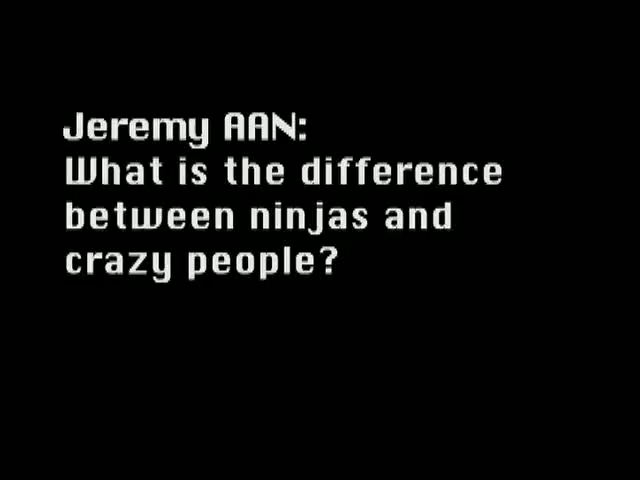 Jeremy AAN:
What is the difference
between ninjas and
crazy people?